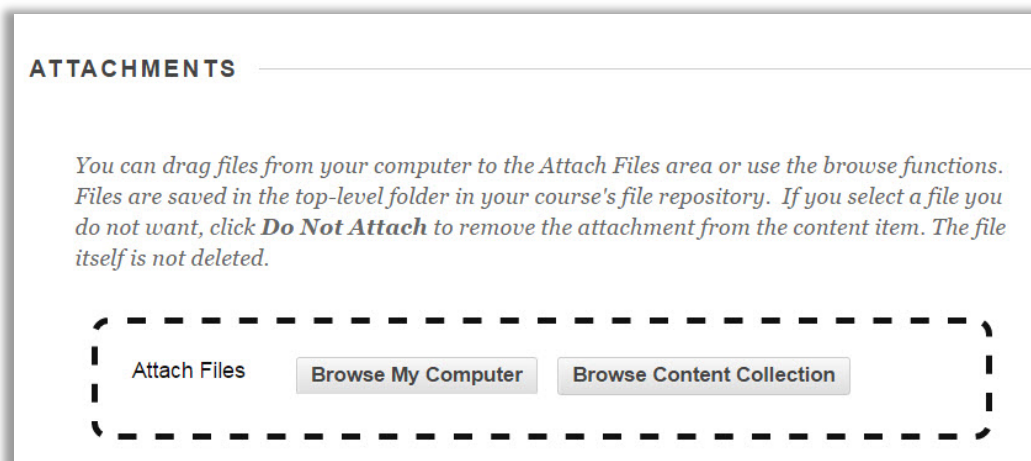 ATTACHMENTS
You can drag files from your computer to the Attach Files area or use the browse functions.
Files are saved in the top-level folder in your course's file repository.  If you select a file you
do not want, click Do Not Attach to remove the attachment from the content item. The file
itself is not deleted.
Attach Files Browse My Computer Browse Content Collection